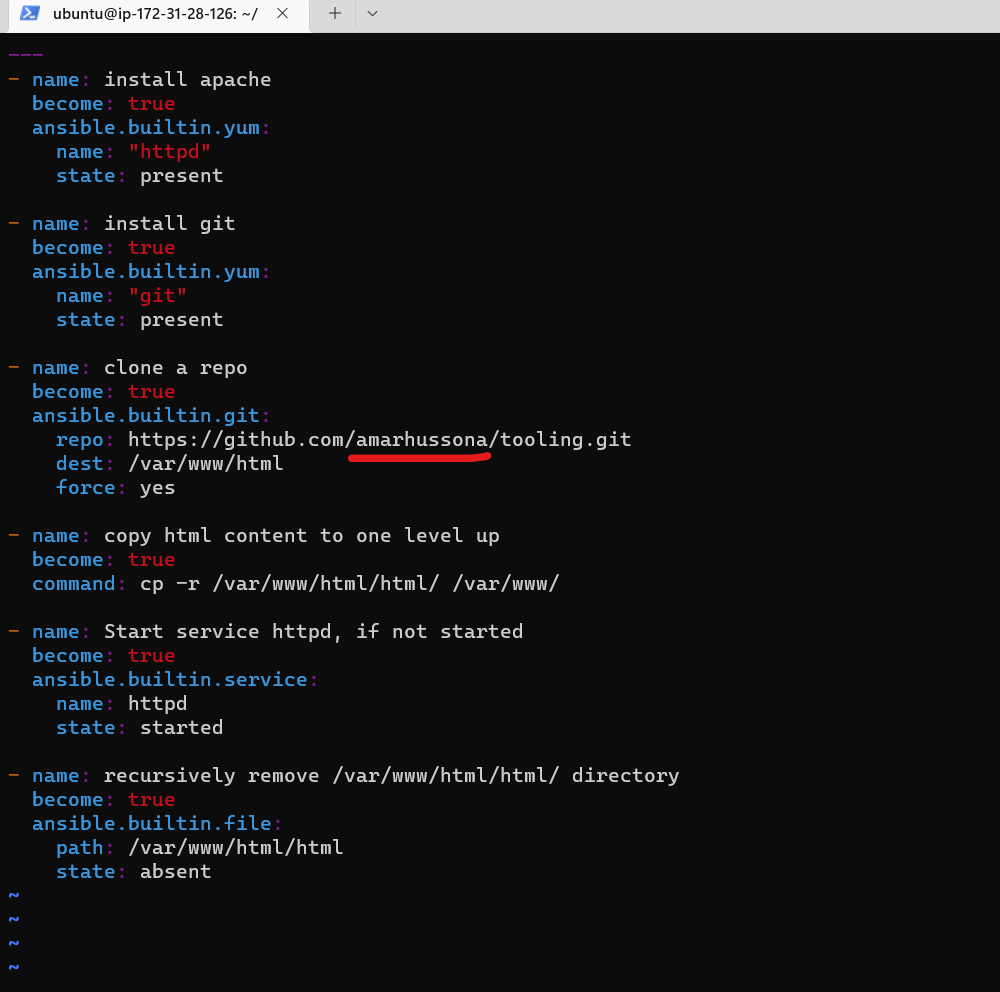 ubuntu@ip-172-31-28-126: ~/
---
- name: install apache
  become: true
  ansible.builtin.yum:
    name: "httpd"
    state: present

- name: install git
  become: true
  ansible.builtin.yum:
    name: "git"
    state: present

- name: clone a repo
  become: true
  ansible.builtin.git:
    repo: https://github.com/amarhussona/tooling.git
    dest: /var/www/html
    force: yes

- name: copy html content to one level up
  become: true
  command: cp -r /var/www/html/html/ /var/www/

- name: Start service httpd, if not started
  become: true
  ansible.builtin.service:
    name: httpd
    state: started

- name: recursively remove /var/www/html/html/ directory
  become: true
  ansible.builtin.file:
    path: /var/www/html/html
    state: absent
~
~
~
~